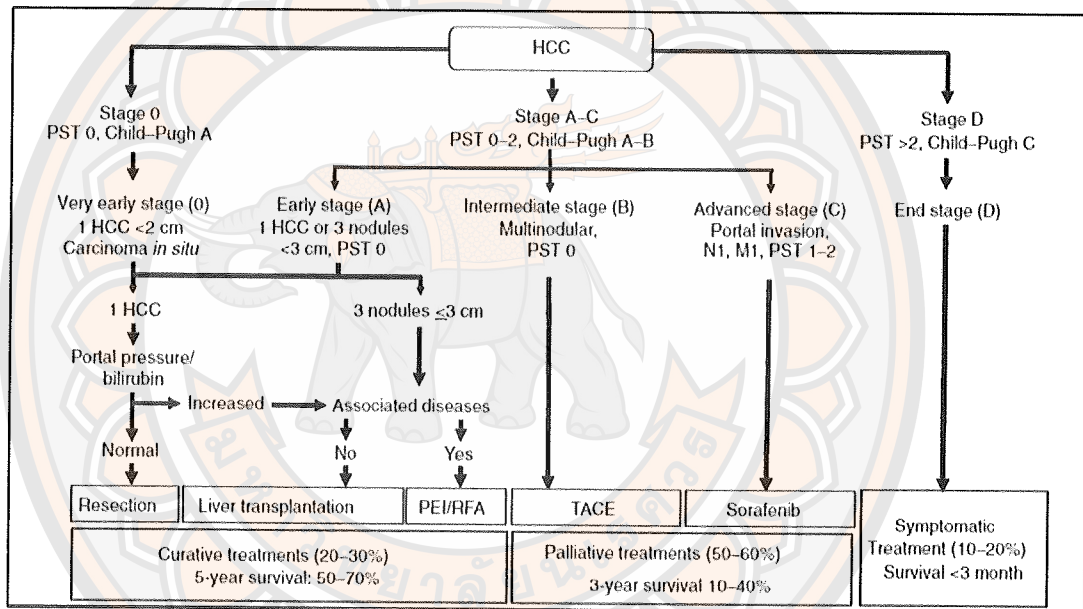 HCC
Stage 0
PST 0, Child–Pugh A
Stage A–C
PST 0–2, Child–Pugh A–B
Stage D
PST >2, Child–Pugh C
Very early stage (0)
1 HCC <2 cm
Carcinoma in situ
Early stage (A)
1 HCC or 3 nodules
<3 cm, PST 0
Intermediate stage (B)
Multinodular,
PST 0
Advanced stage (C)
Portal invasion,
N1, M1, PST 1–2
End stage (D)
1 HCC
3 nodules ≤3 cm
Portal pressure/
bilirubin
Increased
Associated diseases
Normal
No
Yes
Resection
Liver transplantation
PEI/RFA
TACE
Sorafenib
Symptomatic
Treatment (10–20%)
Survival <3 month
Curative treatments (20–30%)
5-year survival: 50–70%
Palliative treatments (50–60%)
3-year survival 10–40%